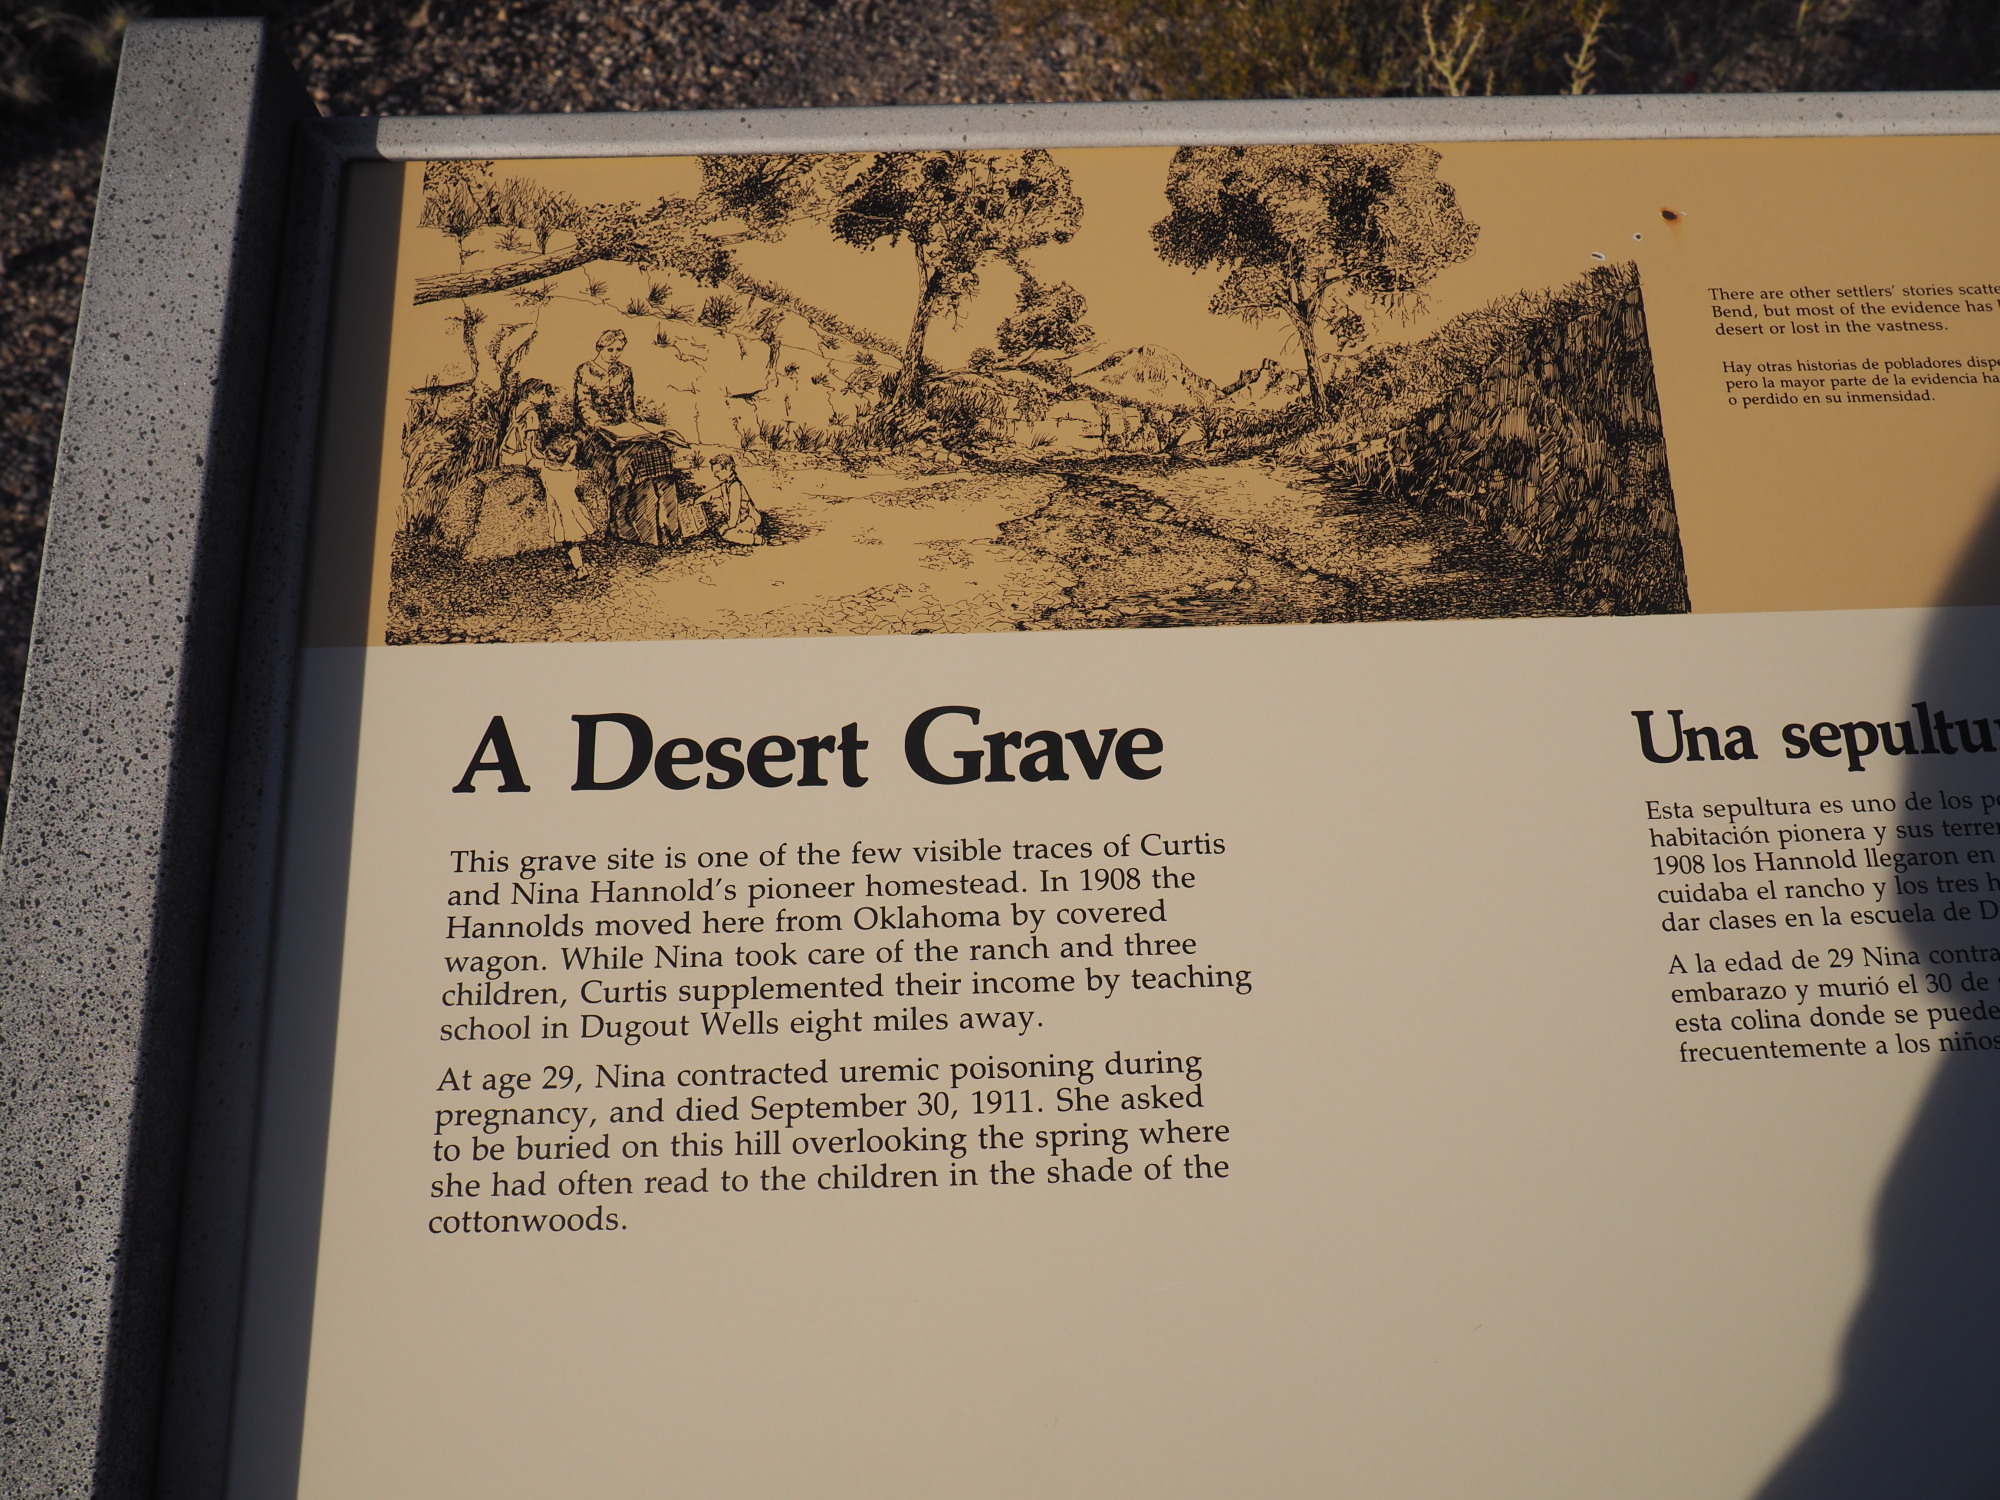 There are other settlers' stories
Bend, but most of the evidence has
desert or lost in the vastness.
Hay otras historias de pobladores
pero la mayor parte de la evidencia ha
o perdido en su inmensidad.
A Desert Grave
This grave site is one of the few visible traces of Curtis
and Nina Hannold's pioneer homestead. In 1908 the
Hannolds moved here from Oklahoma by covered
wagon. While Nina took care of the ranch and three
children, Curtis supplemented their income by teaching
school in Dugout Wells eight miles away.
At age 29, Nina contracted uremic poisoning during
pregnancy, and died September 30, 1911. She asked
to be buried on this hill overlooking the spring where
she had often read to the children in the shade of the
cottonwoods.
Una
Esta sepultura es uno de los
habitación pionera y sus
1908 los Hannold llegaron en
cuidaba el rancho y los tres
dar clases en la escuela de
A la edad de 29 Nina
embarazo y murió el 30 de
esta colina donde se puede
frecuentemente a los niños